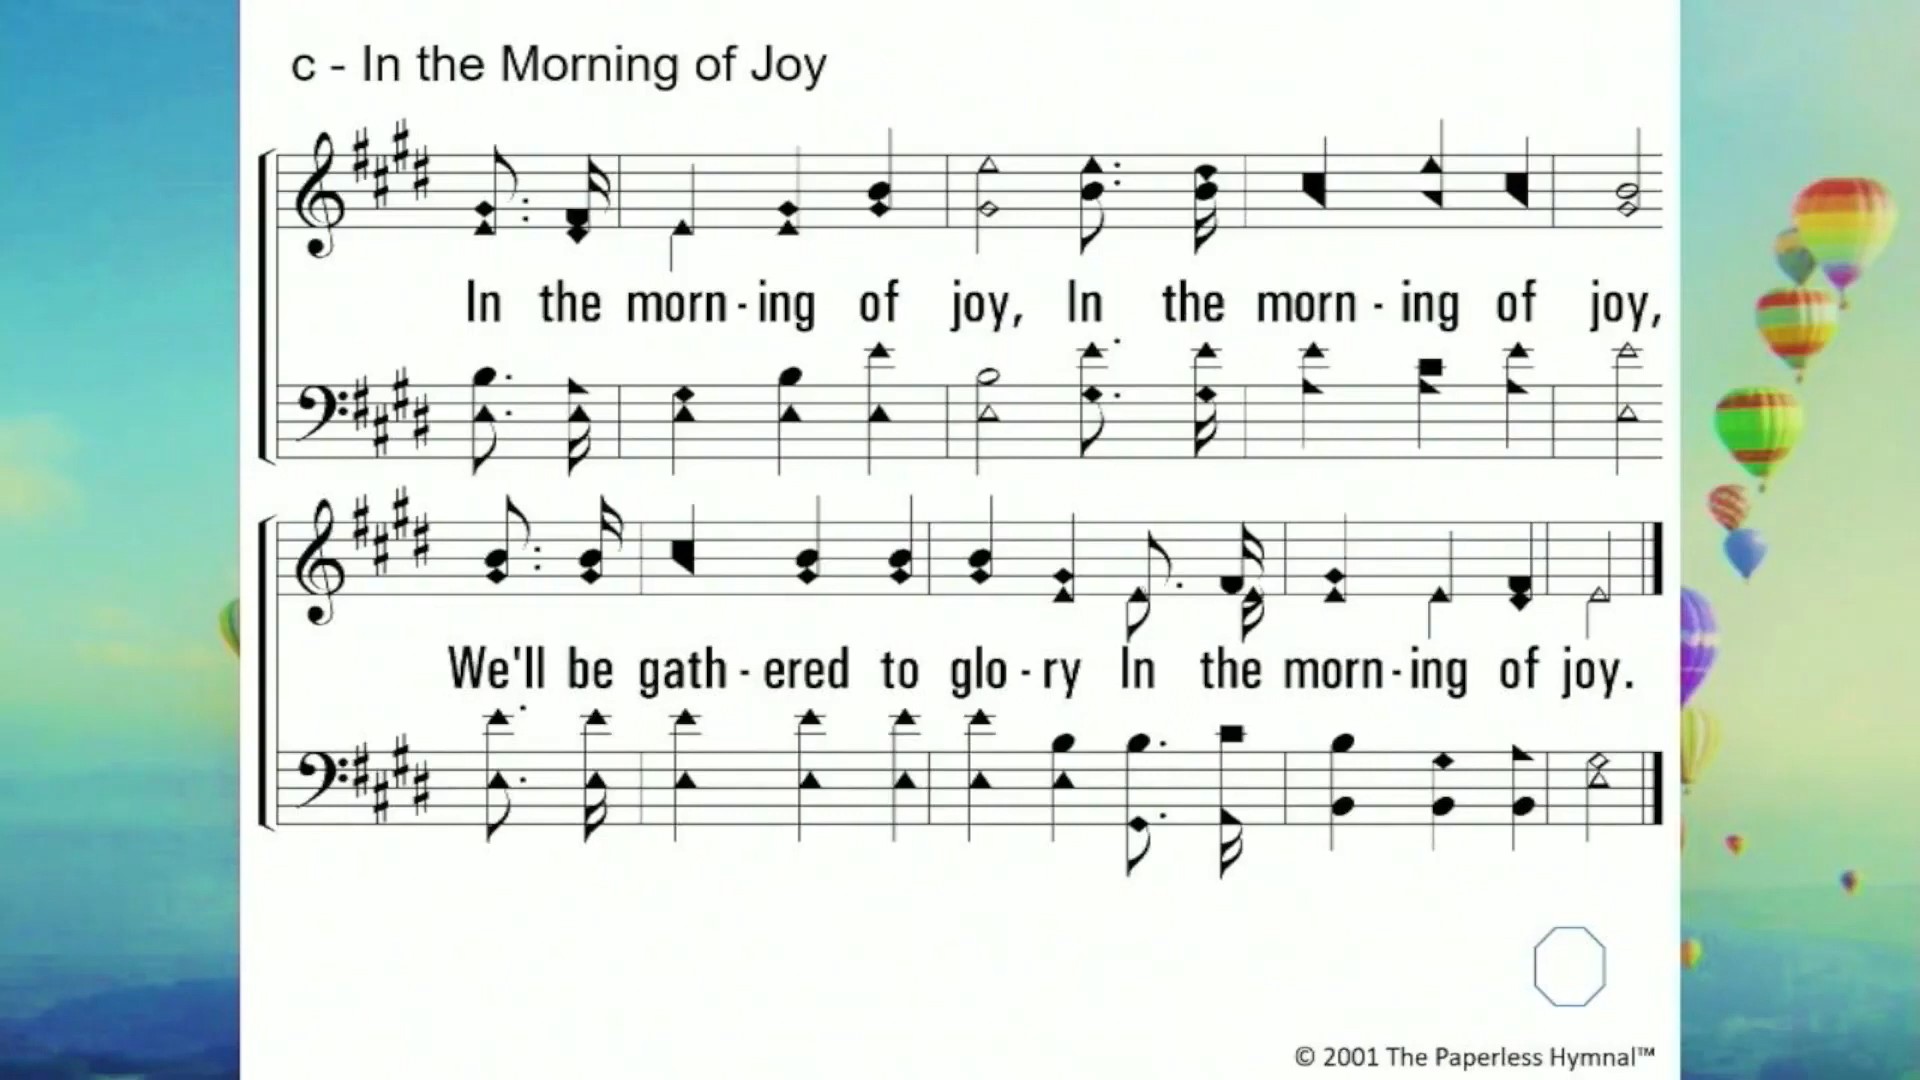 c - In the Morning of Joy
In the morn - ing of joy, In the morn - ing of joy,
We'll be gath - ered to glo - ry In the morn - ing of joy.
© 2001 The Paperless Hymnal™